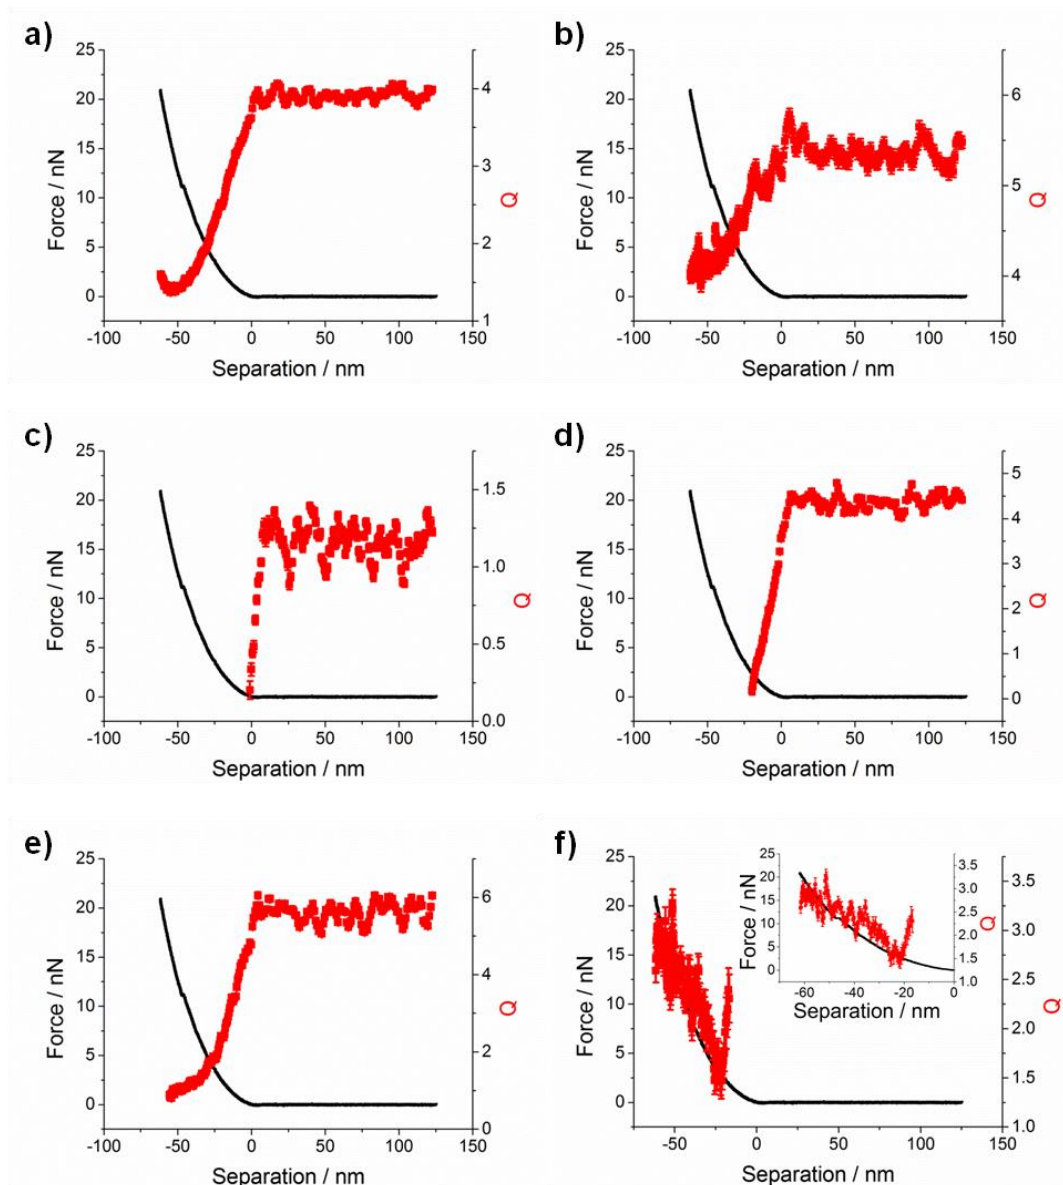 a)
25
20
15
10
5
0
Force / nN
4
3
2
1
Q
-100 -50 0 50 100 150
Separation / nm
b)
25
20
15
10
5
0
Force / nN
6
5
4
Q
-100 -50 0 50 100 150
Separation / nm
c)
25
20
15
10
5
0
Force / nN
1.5
1.0
0.5
0.0
Q
-100 -50 0 50 100 150
Separation / nm
d)
25
20
15
10
5
0
Force / nN
5
4
3
2
1
0
Q
-100 -50 0 50 100 150
Separation / nm
e)
25
20
15
10
5
0
Force / nN
6
4
2
0
Q
-100 -50 0 50 100 150
Separation / nm
f)
25
20
15
10
5
0
Force / nN
25
20
15
10
5
0
Force / nN
3.5
3.0
2.5
2.0
1.5
1.0
Q
-60 -40 -20 0
Separation / nm
3.5
3.0
2.5
2.0
1.5
1.0
Q
-50 0 50 100 150
Separation / nm